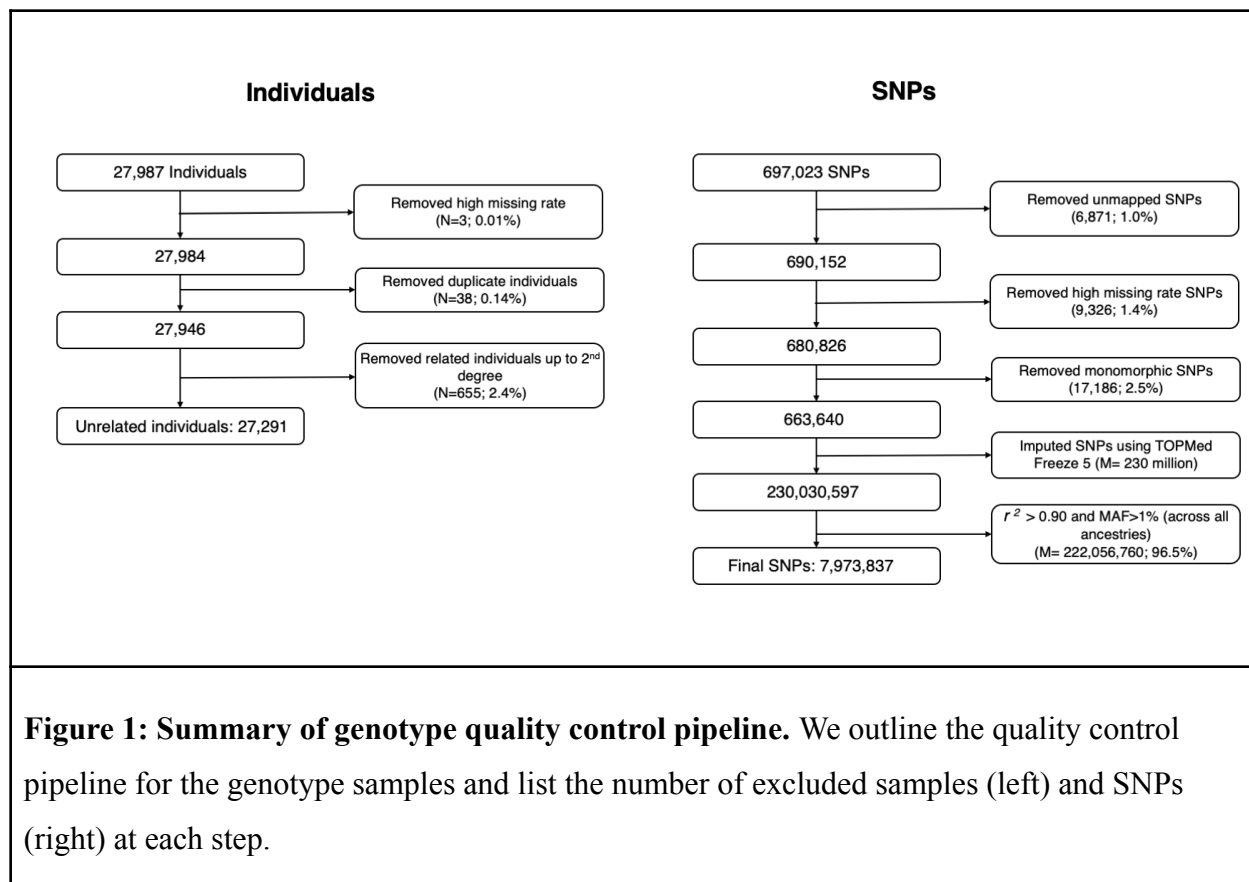 Individuals
27,987 Individuals
Removed high missing rate
(N=3; 0.01%)
27,984
Removed duplicate individuals
(N=38; 0.14%)
27,946
Removed related individuals up to 2nd
degree
(N=655; 2.4%)
Unrelated individuals: 27,291
SNPs
697,023 SNPs
Removed unmapped SNPs
(6,871; 1.0%)
690,152
Removed high missing rate SNPs
(9,326; 1.4%)
680,826
Removed monomorphic SNPs
(17,186; 2.5%)
663,640
Imputed SNPs using TOPMed
Freeze 5 (M= 230 million)
230,030,597
r 2 > 0.90 and MAF>1% (across all
ancestries)
(M= 222,056,760; 96.5%)
Final SNPs: 7,973,837
Figure 1: Summary of genotype quality control pipeline. We outline the quality control
pipeline for the genotype samples and list the number of excluded samples (left) and SNPs
(right) at each step.